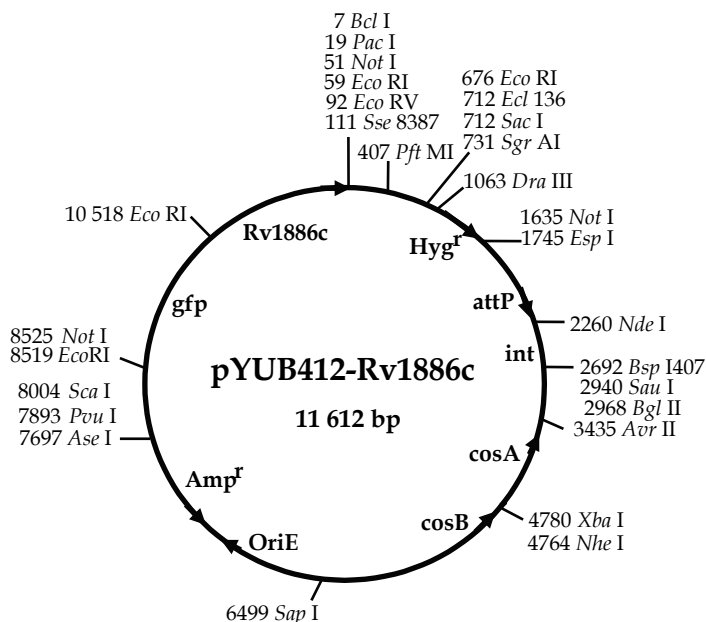 7 Bcl I
19 Pac I
51 Not I
59 Eco RI
92 Eco RV
111 Sse 8387
407 Pft MI
676 Eco RI
712 Ecl 136
712 Sac I
731 Sgr AI
1063 Dra III
1635 Not I
1745 Esp I
2260 Nde I
2692 Bsp I407
2940 Sau I
2968 Bgl II
3435 Avr II
4780 Xba I
4764 Nhe I
6499 Sap I
7697 Ase I
7893 Pvu I
8004 Sca I
8519 EcoRI
8525 Not I
10 518 Eco RI
Rv1886c
Hygr
attP
int
cosA
cosB
OriE
Ampr
gfp
pYUB412-Rv1886c
11 612 bp